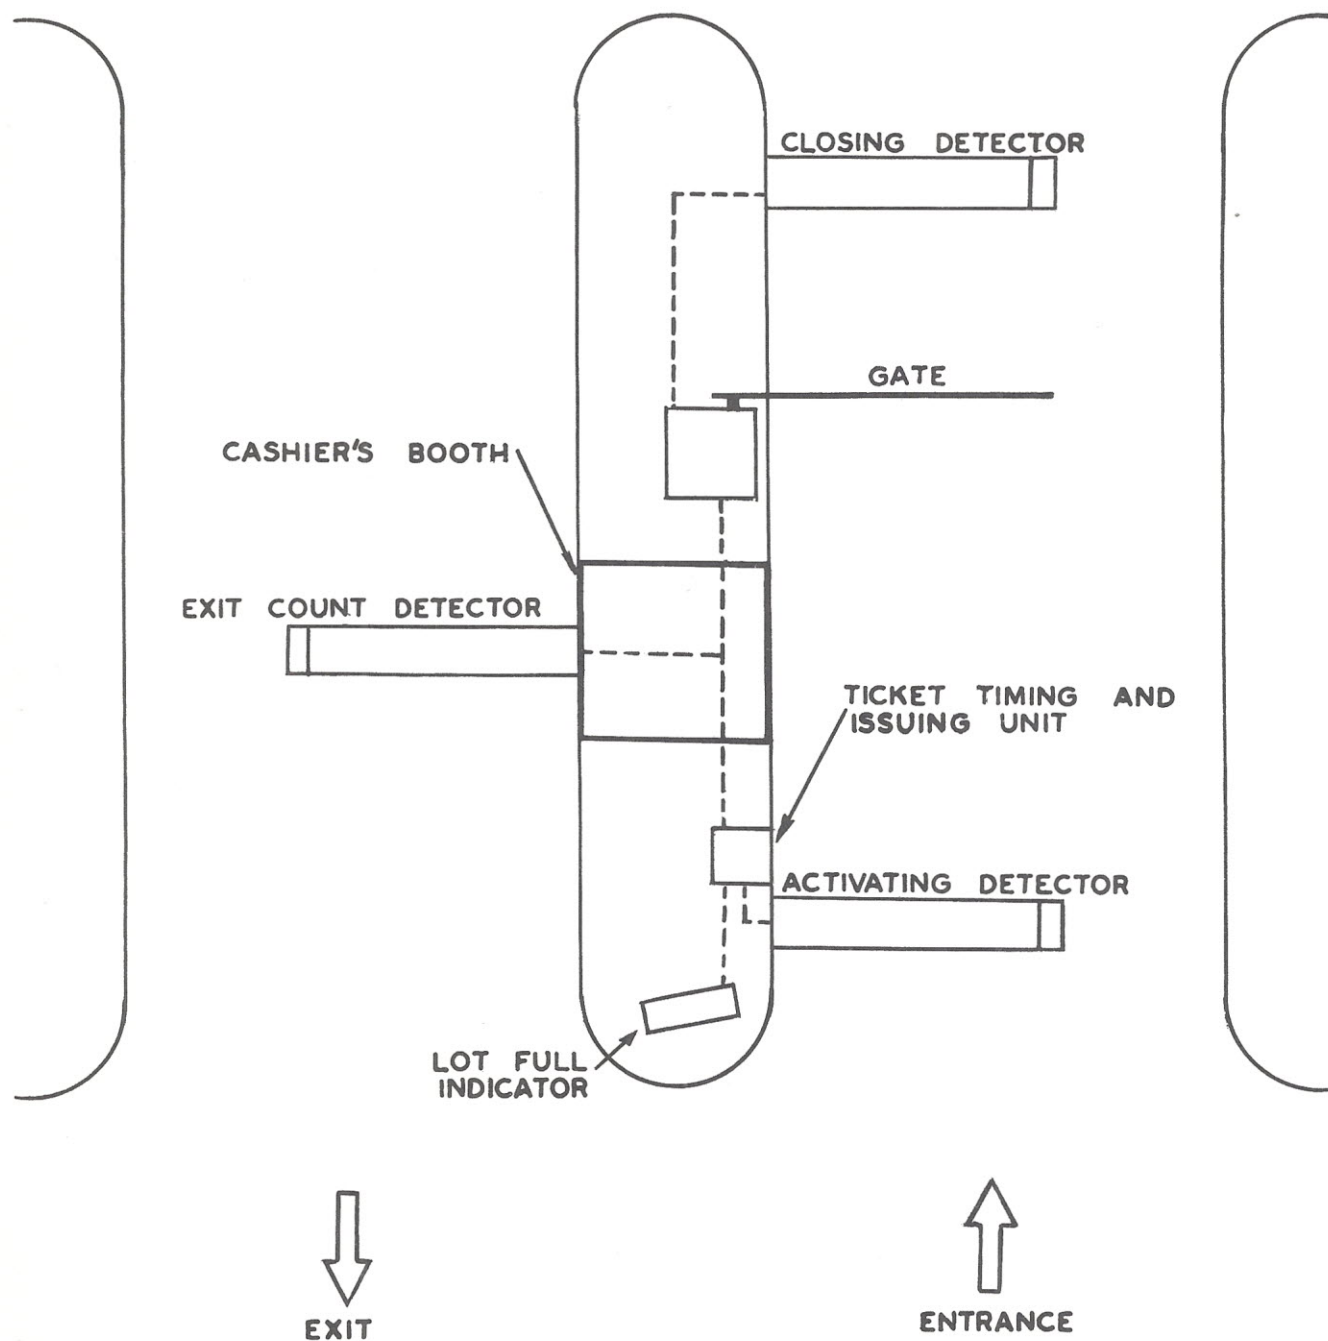 CLOSING DETECTOR
GATE
CASHIER'S BOOTH
EXIT COUNT DETECTOR
TICKET TIMING AND
ISSUING UNIT
ACTIVATING DETECTOR
LOT FULL
INDICATOR
EXIT
ENTRANCE